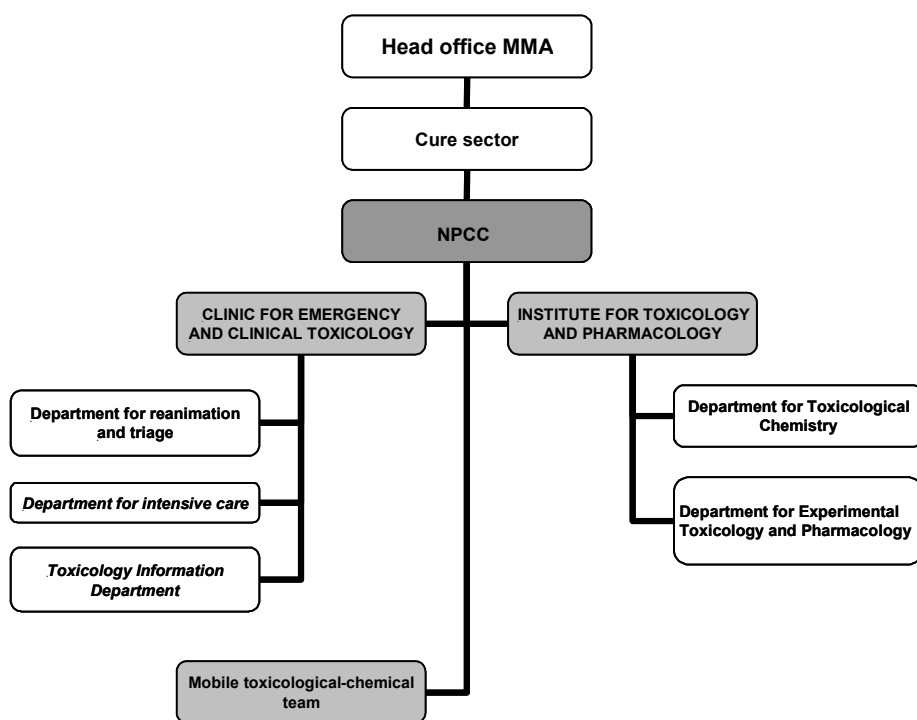 Head office MMA
Cure sector
NPCC
CLINIC FOR EMERGENCY
AND CLINICAL TOXICOLOGY
INSTITUTE FOR TOXICOLOGY
AND PHARMACOLOGY
Department for reanimation
and triage
Department for intensive care
Toxicology Information
Department
Department for Toxicological
Chemistry
Department for Experimental
Toxicology and Pharmacology
Mobile toxicological-chemical
team